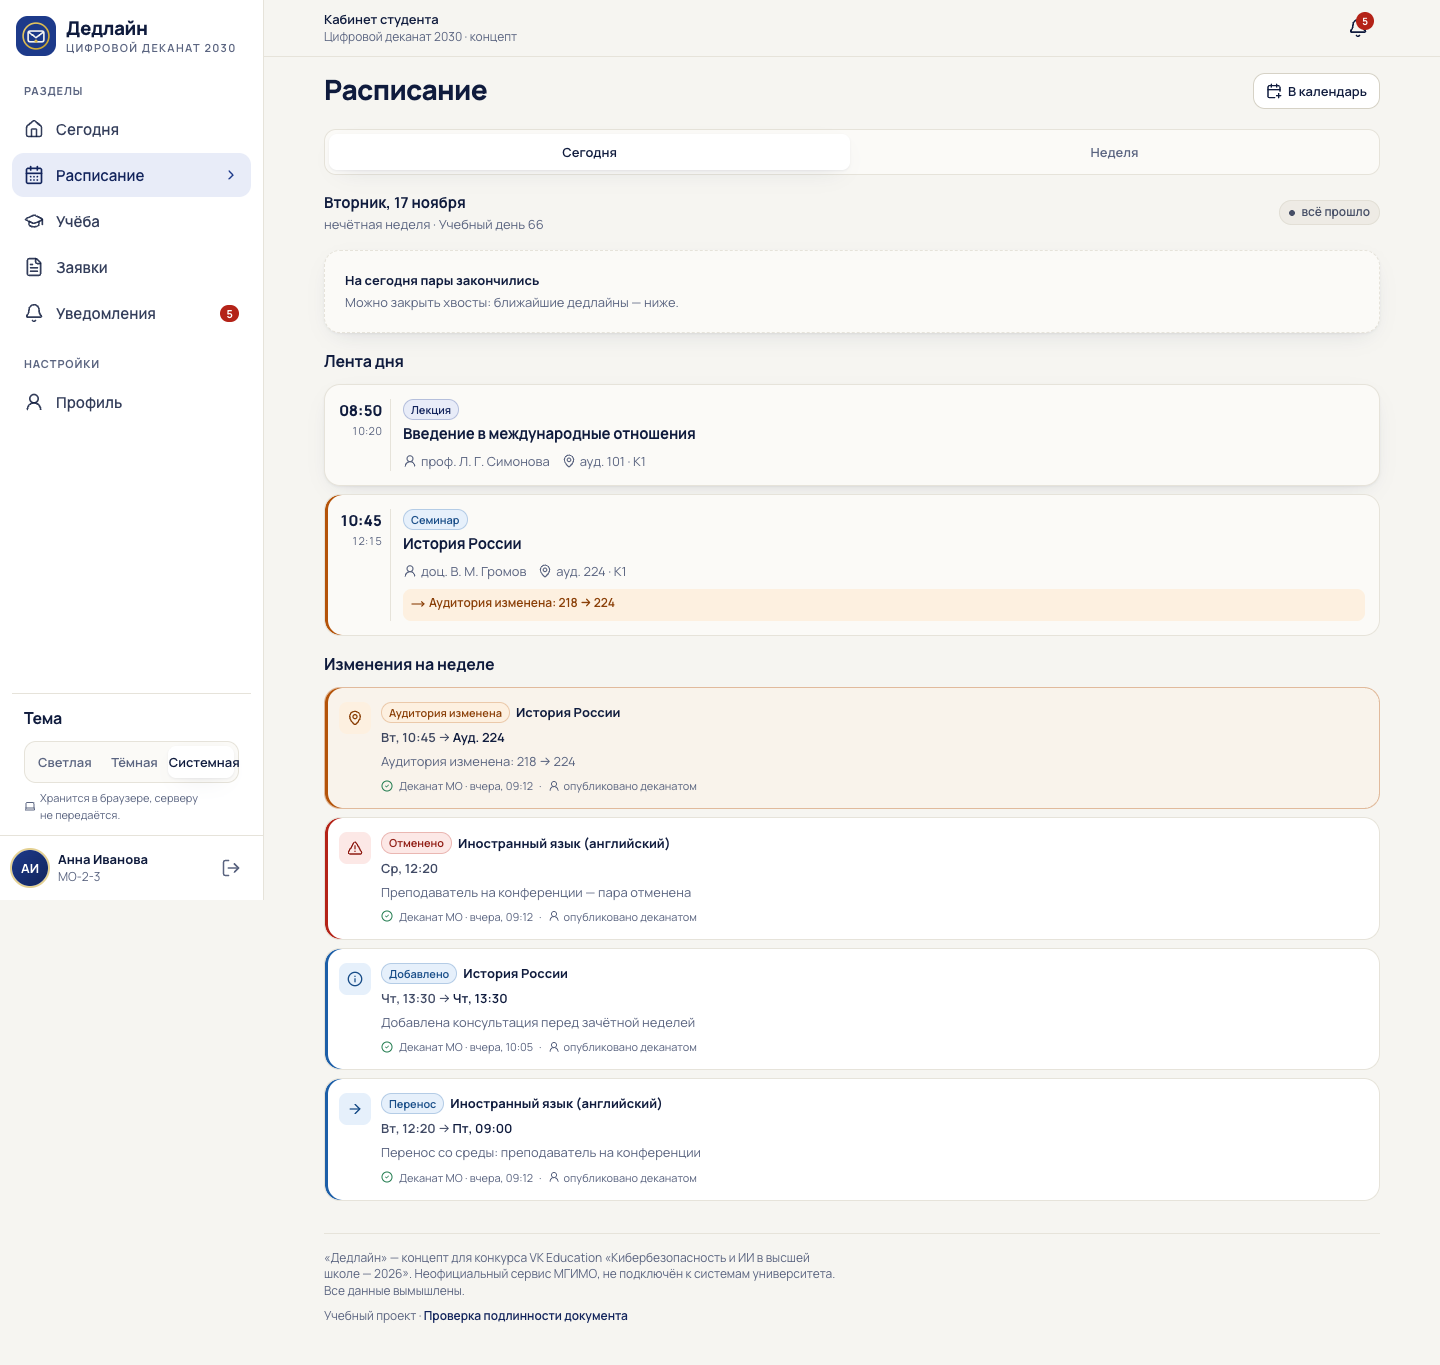 Дедлайн
ЦИФРОВОЙ ДЕКАНАТ 2030
РАЗДЕЛЫ
Сегодня
Расписание
Учёба
Заявки
Уведомления 5
НАСТРОЙКИ
Профиль
Тема
Светлая Тёмная Системная
Хранится в браузере, серверу
не передаётся.
АИ
Анна Иванова
МО-2-3
Кабинет студента
Цифровой деканат 2030 · концепт
5
Расписание
В календарь
Сегодня Неделя
Вторник, 17 ноября
нечётная неделя · Учебный день 66
всё прошло
На сегодня пары закончились
Можно закрыть хвосты: ближайшие дедлайны — ниже.
Лента дня
08:50
10:20
Лекция
Введение в международные отношения
проф. Л. Г. Симонова ауд. 101 · К1
10:45
12:15
Семинар
История России
доц. В. М. Громов ауд. 224 · К1
→ Аудитория изменена: 218 → 224
Изменения на неделе
Аудитория изменена История России
Вт, 10:45 → Ауд. 224
Аудитория изменена: 218 → 224
Деканат МО · вчера, 09:12 · опубликовано деканатом
Отменено Иностранный язык (английский)
Ср, 12:20
Преподаватель на конференции — пара отменена
Деканат МО · вчера, 09:12 · опубликовано деканатом
Добавлено История России
Чт, 13:30 → Чт, 13:30
Добавлена консультация перед зачётной неделей
Деканат МО · вчера, 10:05 · опубликовано деканатом
Перенос Иностранный язык (английский)
Вт, 12:20 → Пт, 09:00
Перенос со среды: преподаватель на конференции
Деканат МО · вчера, 09:12 · опубликовано деканатом
«Дедлайн» — концепт для конкурса VK Education «Кибербезопасность и ИИ в высшей
школе — 2026». Неофициальный сервис МГИМО, не подключён к системам университета.
Все данные вымышлены.
Учебный проект · Проверка подлинности документа